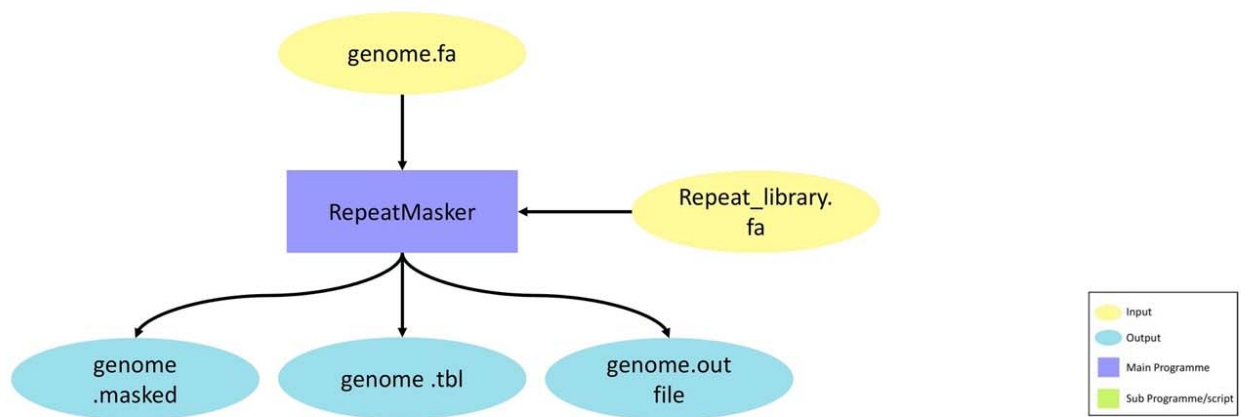 genome.fa
RepeatMasker
Repeat_library.
fa
genome
.masked
genome .tbl
genome.out
file
Input
Output
Main Programme
Sub Programme/script